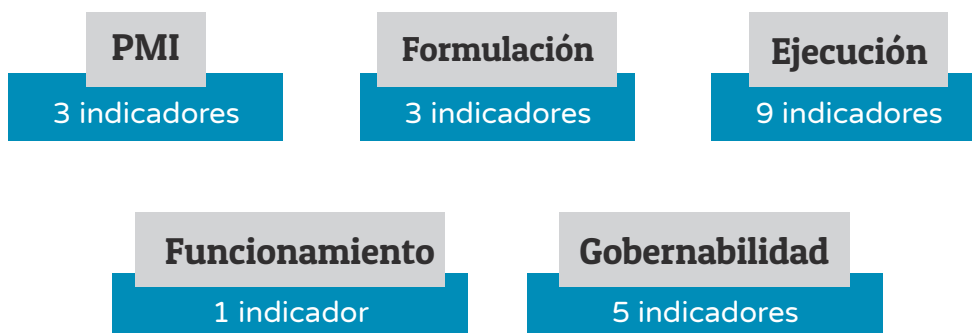 PMI
3 indicadores
Formulación
3 indicadores
Ejecución
9 indicadores
Funcionamiento
1 indicador
Gobernabilidad
5 indicadores